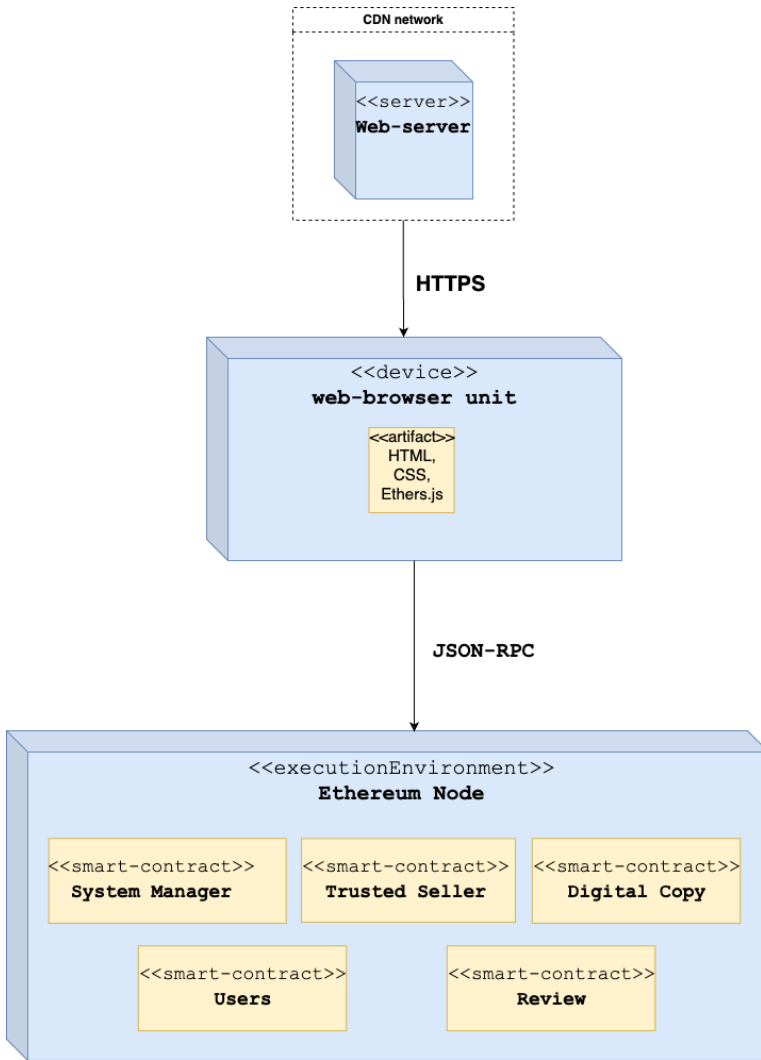 CDN network
<<server>>
Web-server
HTTPS
<<device>>
web-browser unit
<<artifact>>
HTML,
CSS,
Ethers.js
JSON-RPC
<<executionEnvironment>>
Ethereum Node
<<smart-contract>>
System Manager
<<smart-contract>>
Trusted Seller
<<smart-contract>>
Digital Copy
<<smart-contract>>
Users
<<smart-contract>>
Review